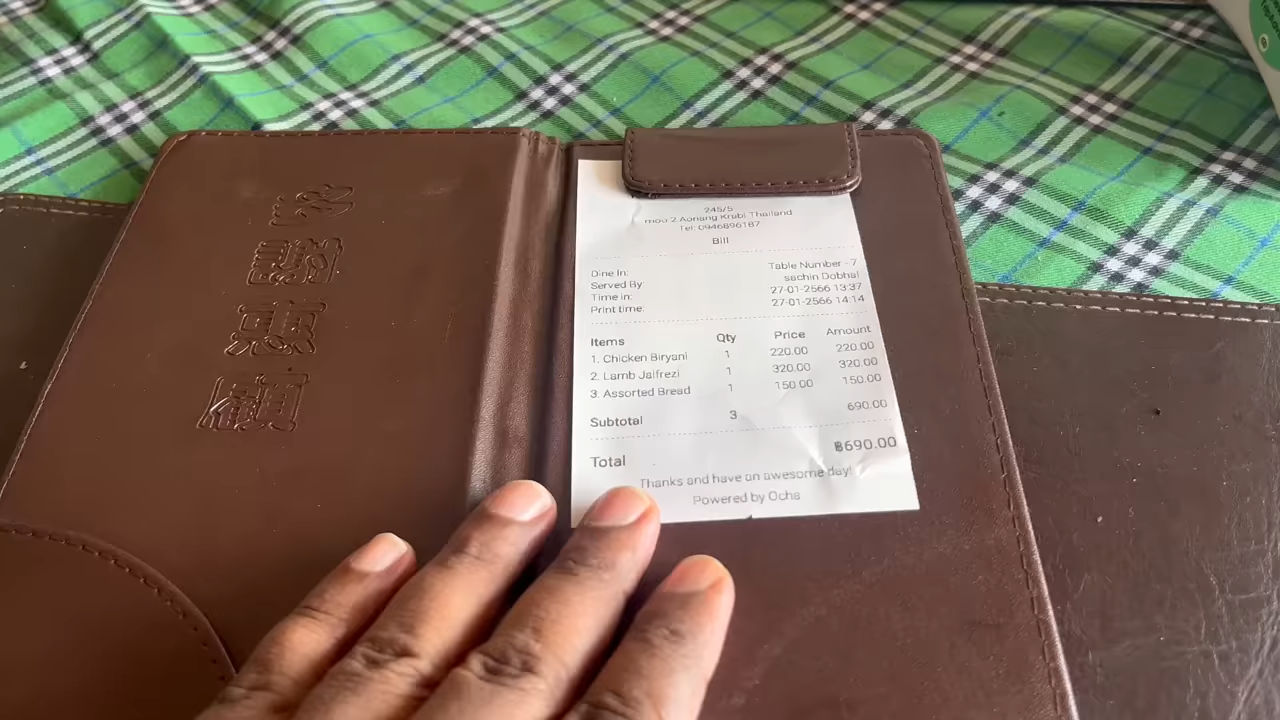 245/5
moo 2 Aonang Krabi Thailand
Tel: 0946896187
Bill
Dine In: Table Number - 7
Served By: sachin Dobhal
Time in: 27-01-2566 13:37
Print time: 27-01-2566 14:14
Items Qty Price Amount
1. Chicken Biryani 1 220.00 220.00
2. Lamb Jalfrezi 1 320.00 320.00
3. Assorted Bread 1 150.00 150.00
Subtotal 3 690.00
Total ฿690.00
Thanks and have an awesome day!
Powered by Ocha